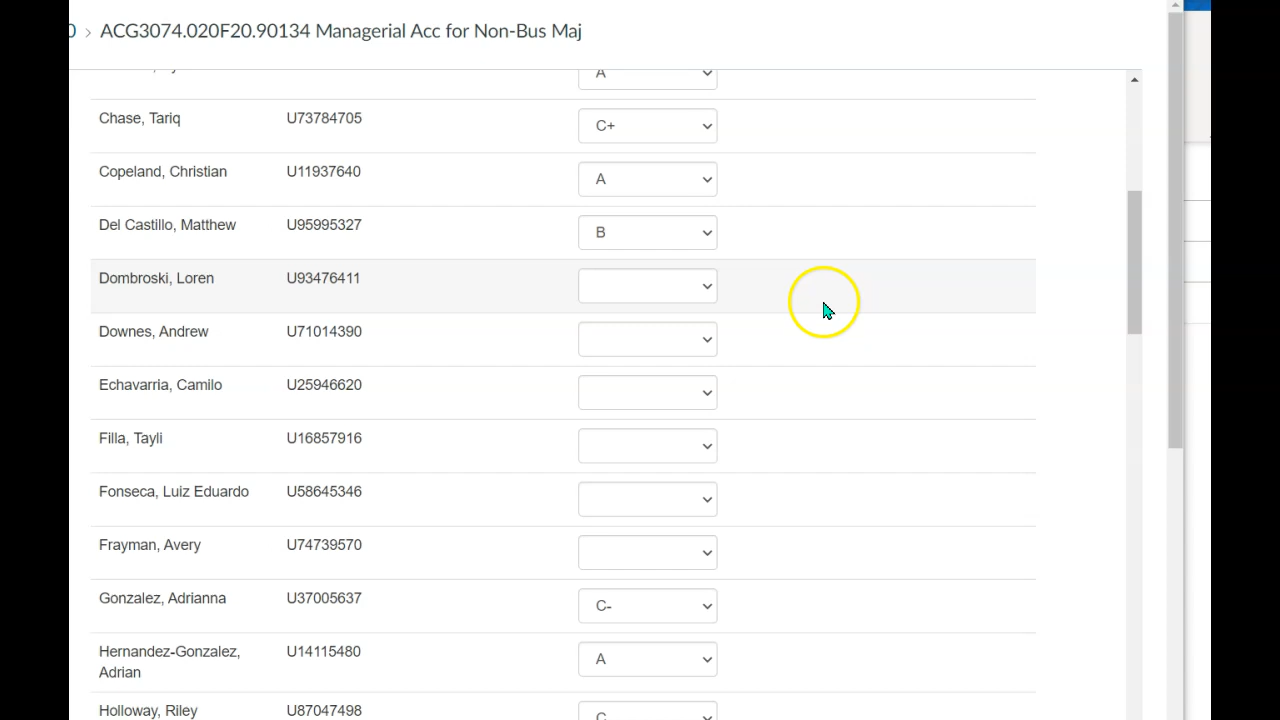 0 > ACG3074.020F20.90134 Managerial Acc for Non-Bus Maj
A
Chase, Tariq U73784705 C+
Copeland, Christian U11937640 A
Del Castillo, Matthew U95995327 B
Dombroski, Loren U93476411
Downes, Andrew U71014390
Echavarria, Camilo U25946620
Filla, Tayli U16857916
Fonseca, Luiz Eduardo U58645346
Frayman, Avery U74739570
Gonzalez, Adrianna U37005637 C-
Hernandez-Gonzalez, U14115480 A
Adrian
Holloway, Riley U87047498 C